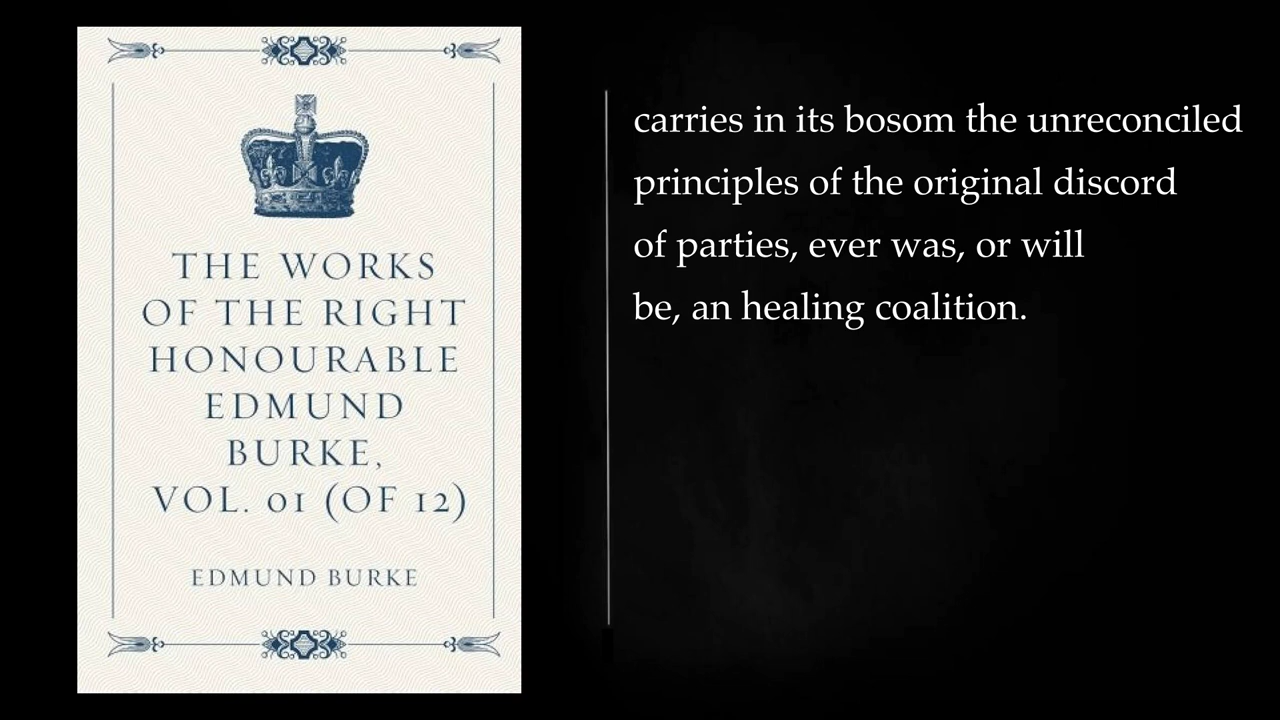 THE WORKS
OF THE RIGHT
HONOURABLE
EDMUND
BURKE,
VOL. 01 (OF 12)
EDMUND BURKE
carries in its bosom the unreconciled
principles of the original discord
of parties, ever was, or will
be, an healing coalition.